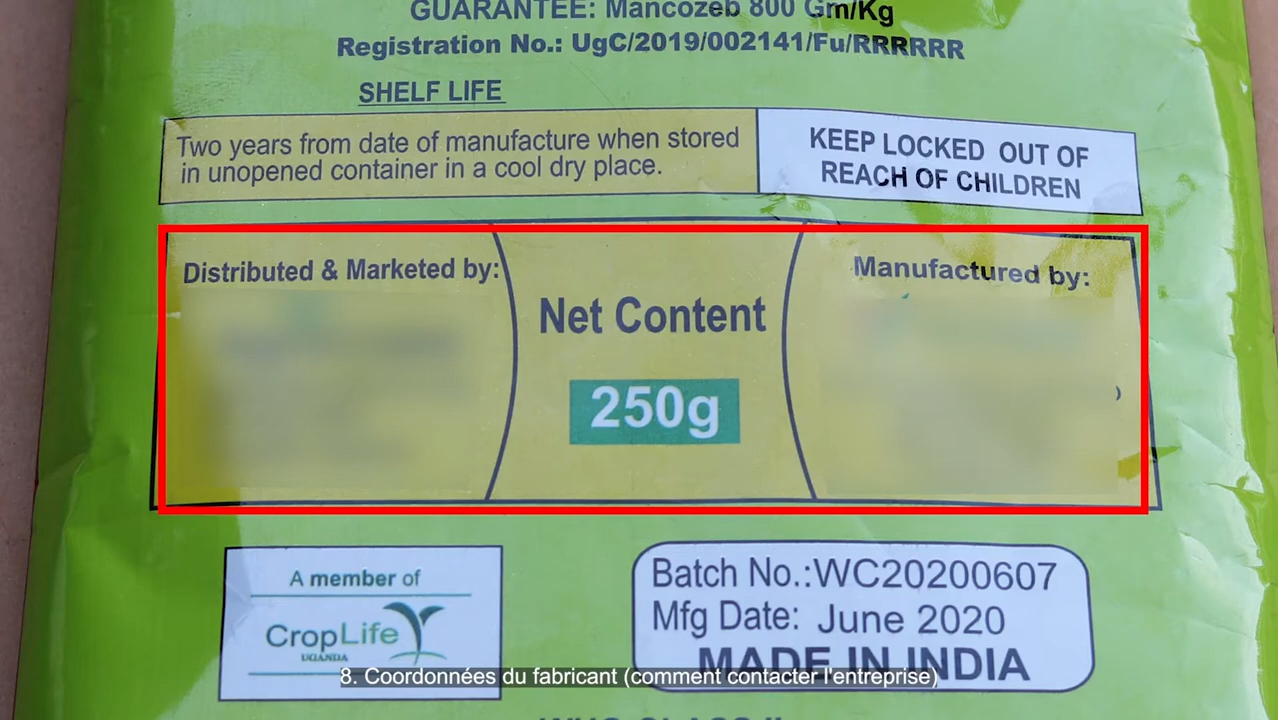 GUARANTEE: Mancozeb 800 Gm/Kg
Registration No.: UgC/2019/002141/Fu/RRRRRR
SHELF LIFE
Two years from date of manufacture when stored
in unopened container in a cool dry place.
KEEP LOCKED OUT OF
REACH OF CHILDREN
Distributed & Marketed by:
Net Content
250g
Manufactured by:
A member of
CropLife
UGANDA
Batch No.:WC20200607
Mfg Date: June 2020
MADE IN INDIA
8. Coordonnées du fabricant (comment contacter l'entreprise)